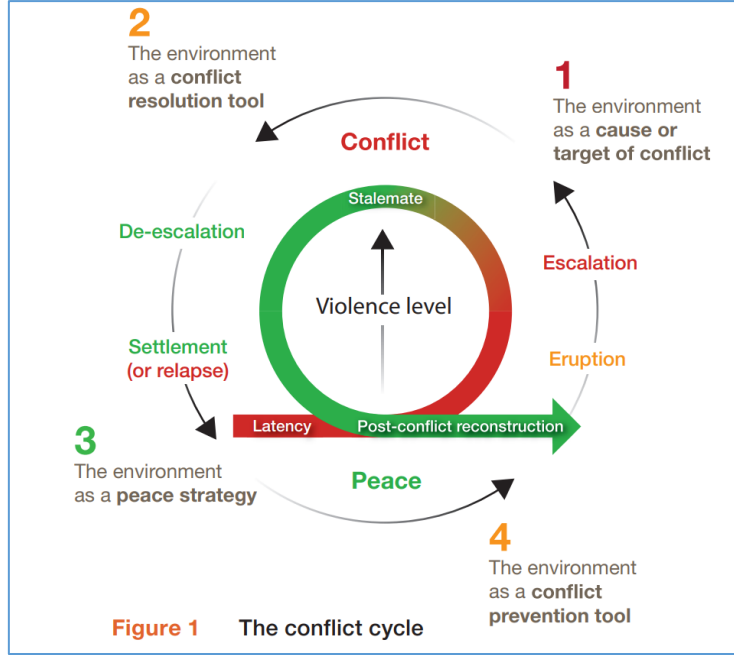 2
The environment
as a conflict
resolution tool
1
The environment
as a cause or
target of conflict
Conflict
Stalemate
De-escalation
Escalation
Violence level
Settlement
(or relapse)
Eruption
Latency
Post-conflict reconstruction
3
The environment
as a peace strategy
Peace
4
The environment
as a conflict
prevention tool
Figure 1 The conflict cycle